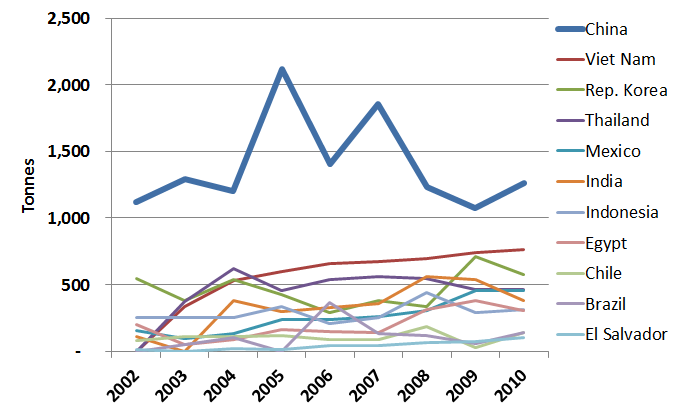 Tonnes
2,500
2,000
1,500
1,000
500
-
2002 2003 2004 2005 2006 2007 2008 2009 2010
China
Viet Nam
Rep. Korea
Thailand
Mexico
India
Indonesia
Egypt
Chile
Brazil
El Salvador